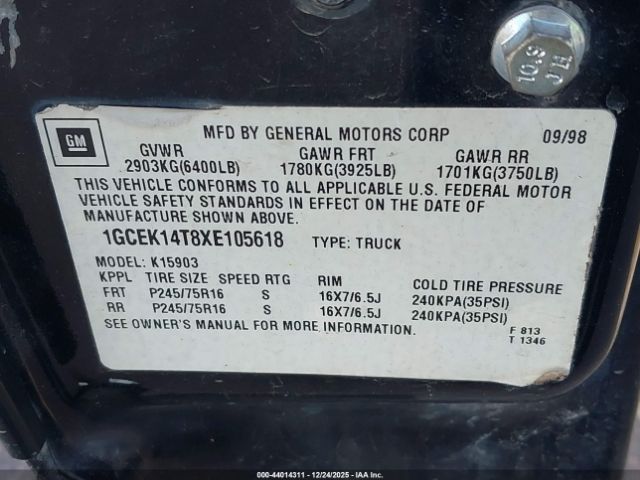 10.9
JH
GM
MFD BY GENERAL MOTORS CORP 09/98
GVWR GAWR FRT GAWR RR
2903KG(6400LB) 1780KG(3925LB) 1701KG(3750LB)
THIS VEHICLE CONFORMS TO ALL APPLICABLE U.S. FEDERAL MOTOR
VEHICLE SAFETY STANDARDS IN EFFECT ON THE DATE OF
MANUFACTURE SHOWN ABOVE.
1GCEK14T8XE105618 TYPE: TRUCK
MODEL: K15903
KPPL TIRE SIZE SPEED RTG RIM COLD TIRE PRESSURE
FRT P245/75R16 S 16X7/6.5J 240KPA(35PSI)
RR P245/75R16 S 16X7/6.5J 240KPA(35PSI)
SEE OWNER'S MANUAL FOR MORE INFORMATION.
F 813
T 1346
000-44014311 - 12/24/2025 - IAA Inc.